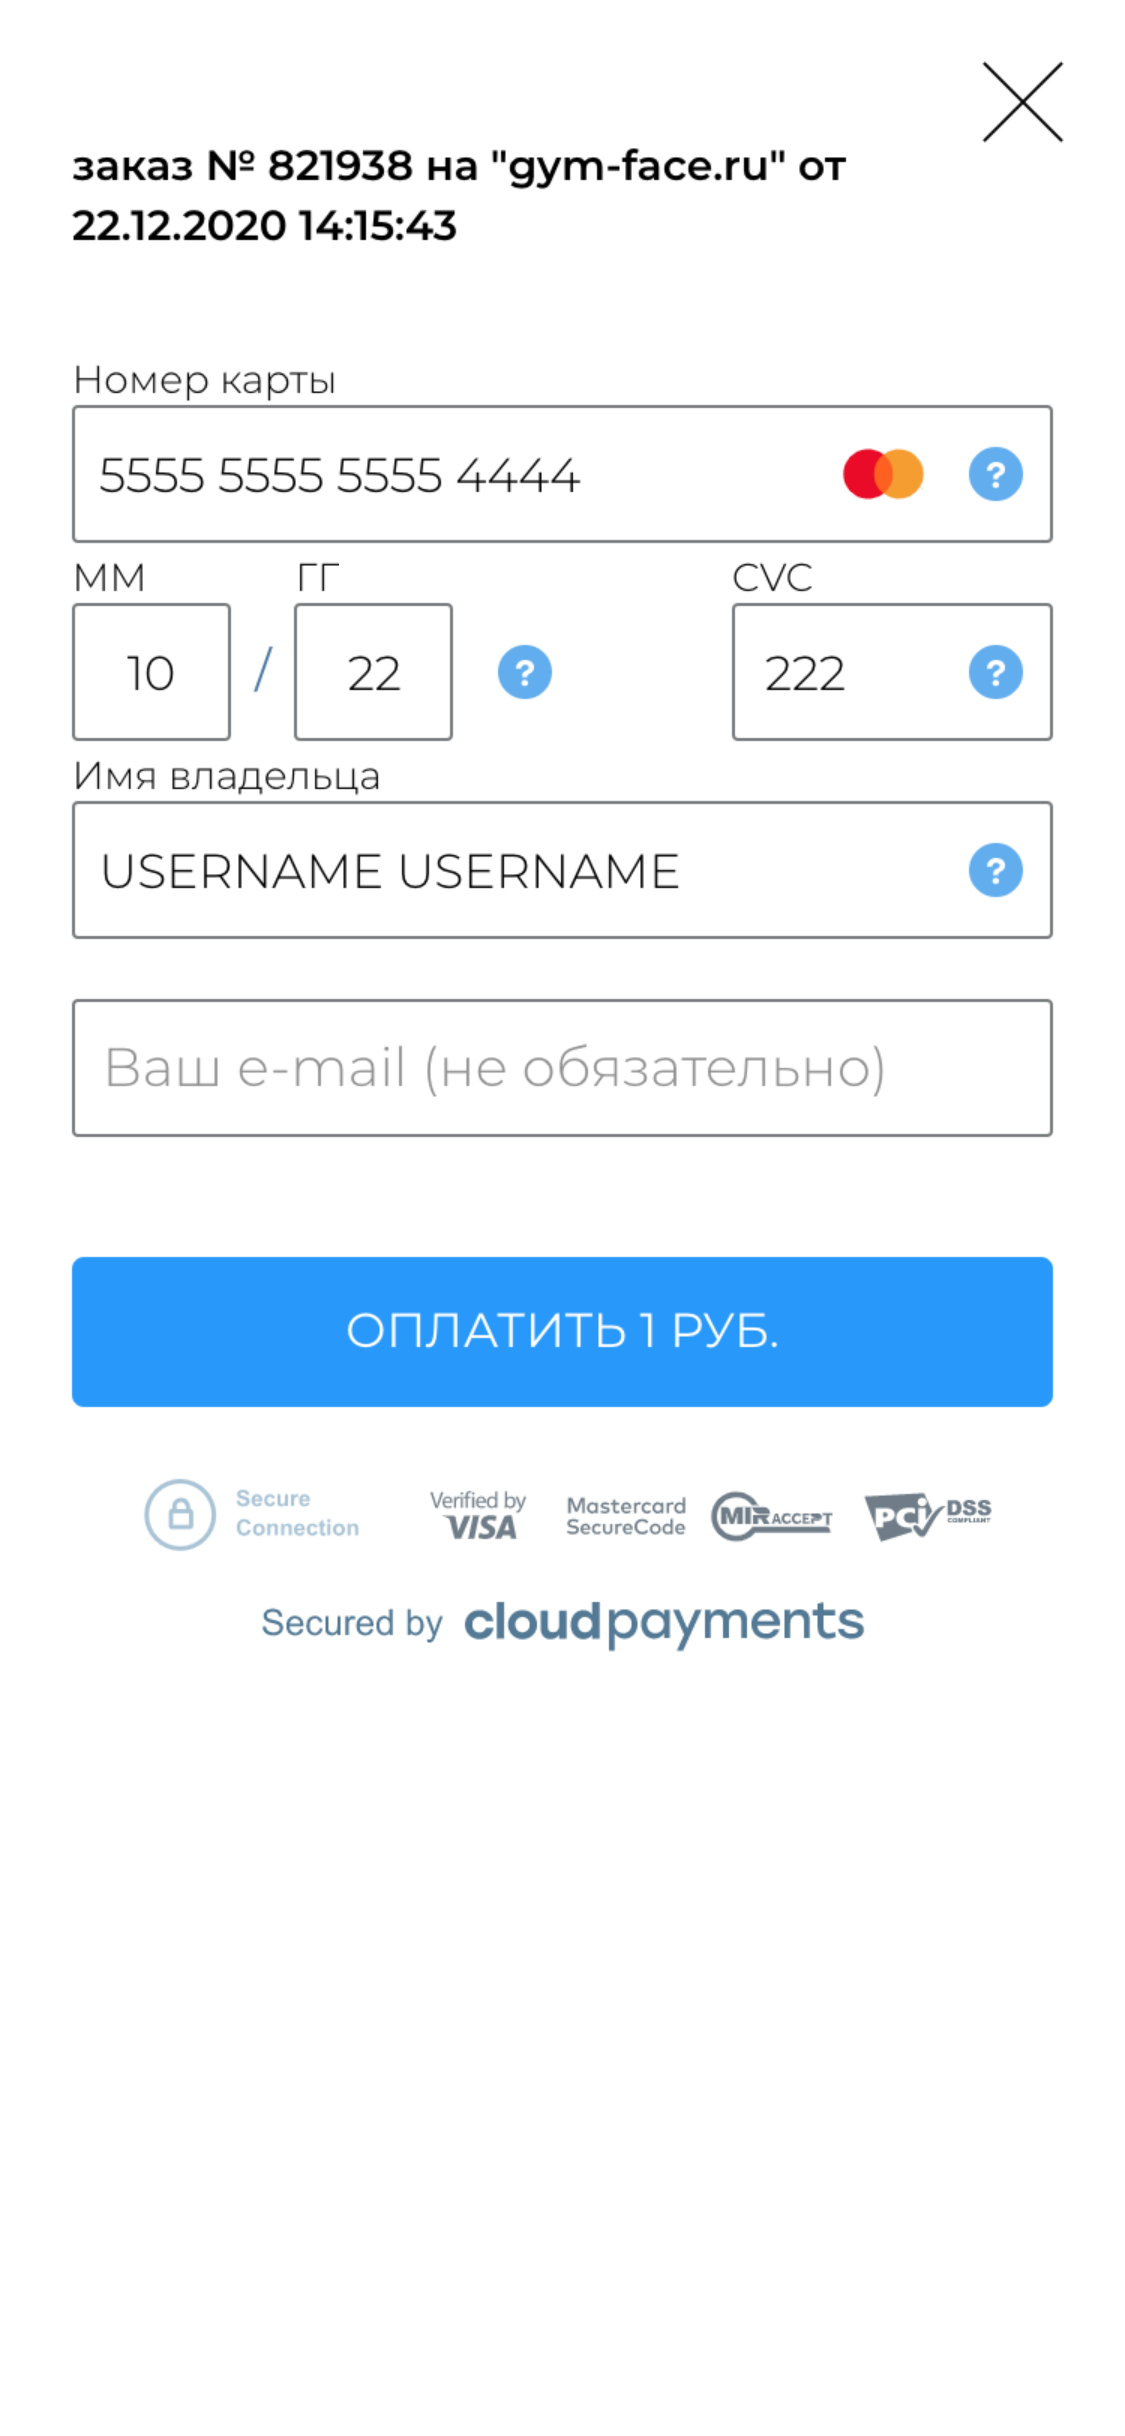 заказ № 821938 на "gym-face.ru" от
22.12.2020 14:15:43
Номер карты
5555 5555 5555 4444 ?
ММ ГГ CVC
10 / 22 ? 222 ?
Имя владельца
USERNAME USERNAME ?
Ваш e-mail (не обязательно)
ОПЛАТИТЬ 1 РУБ.
Secure
Connection
Verified by
VISA
Mastercard
SecureCode
MIR ACCEPT
PCI DSS
COMPLIANT
Secured by cloudpayments